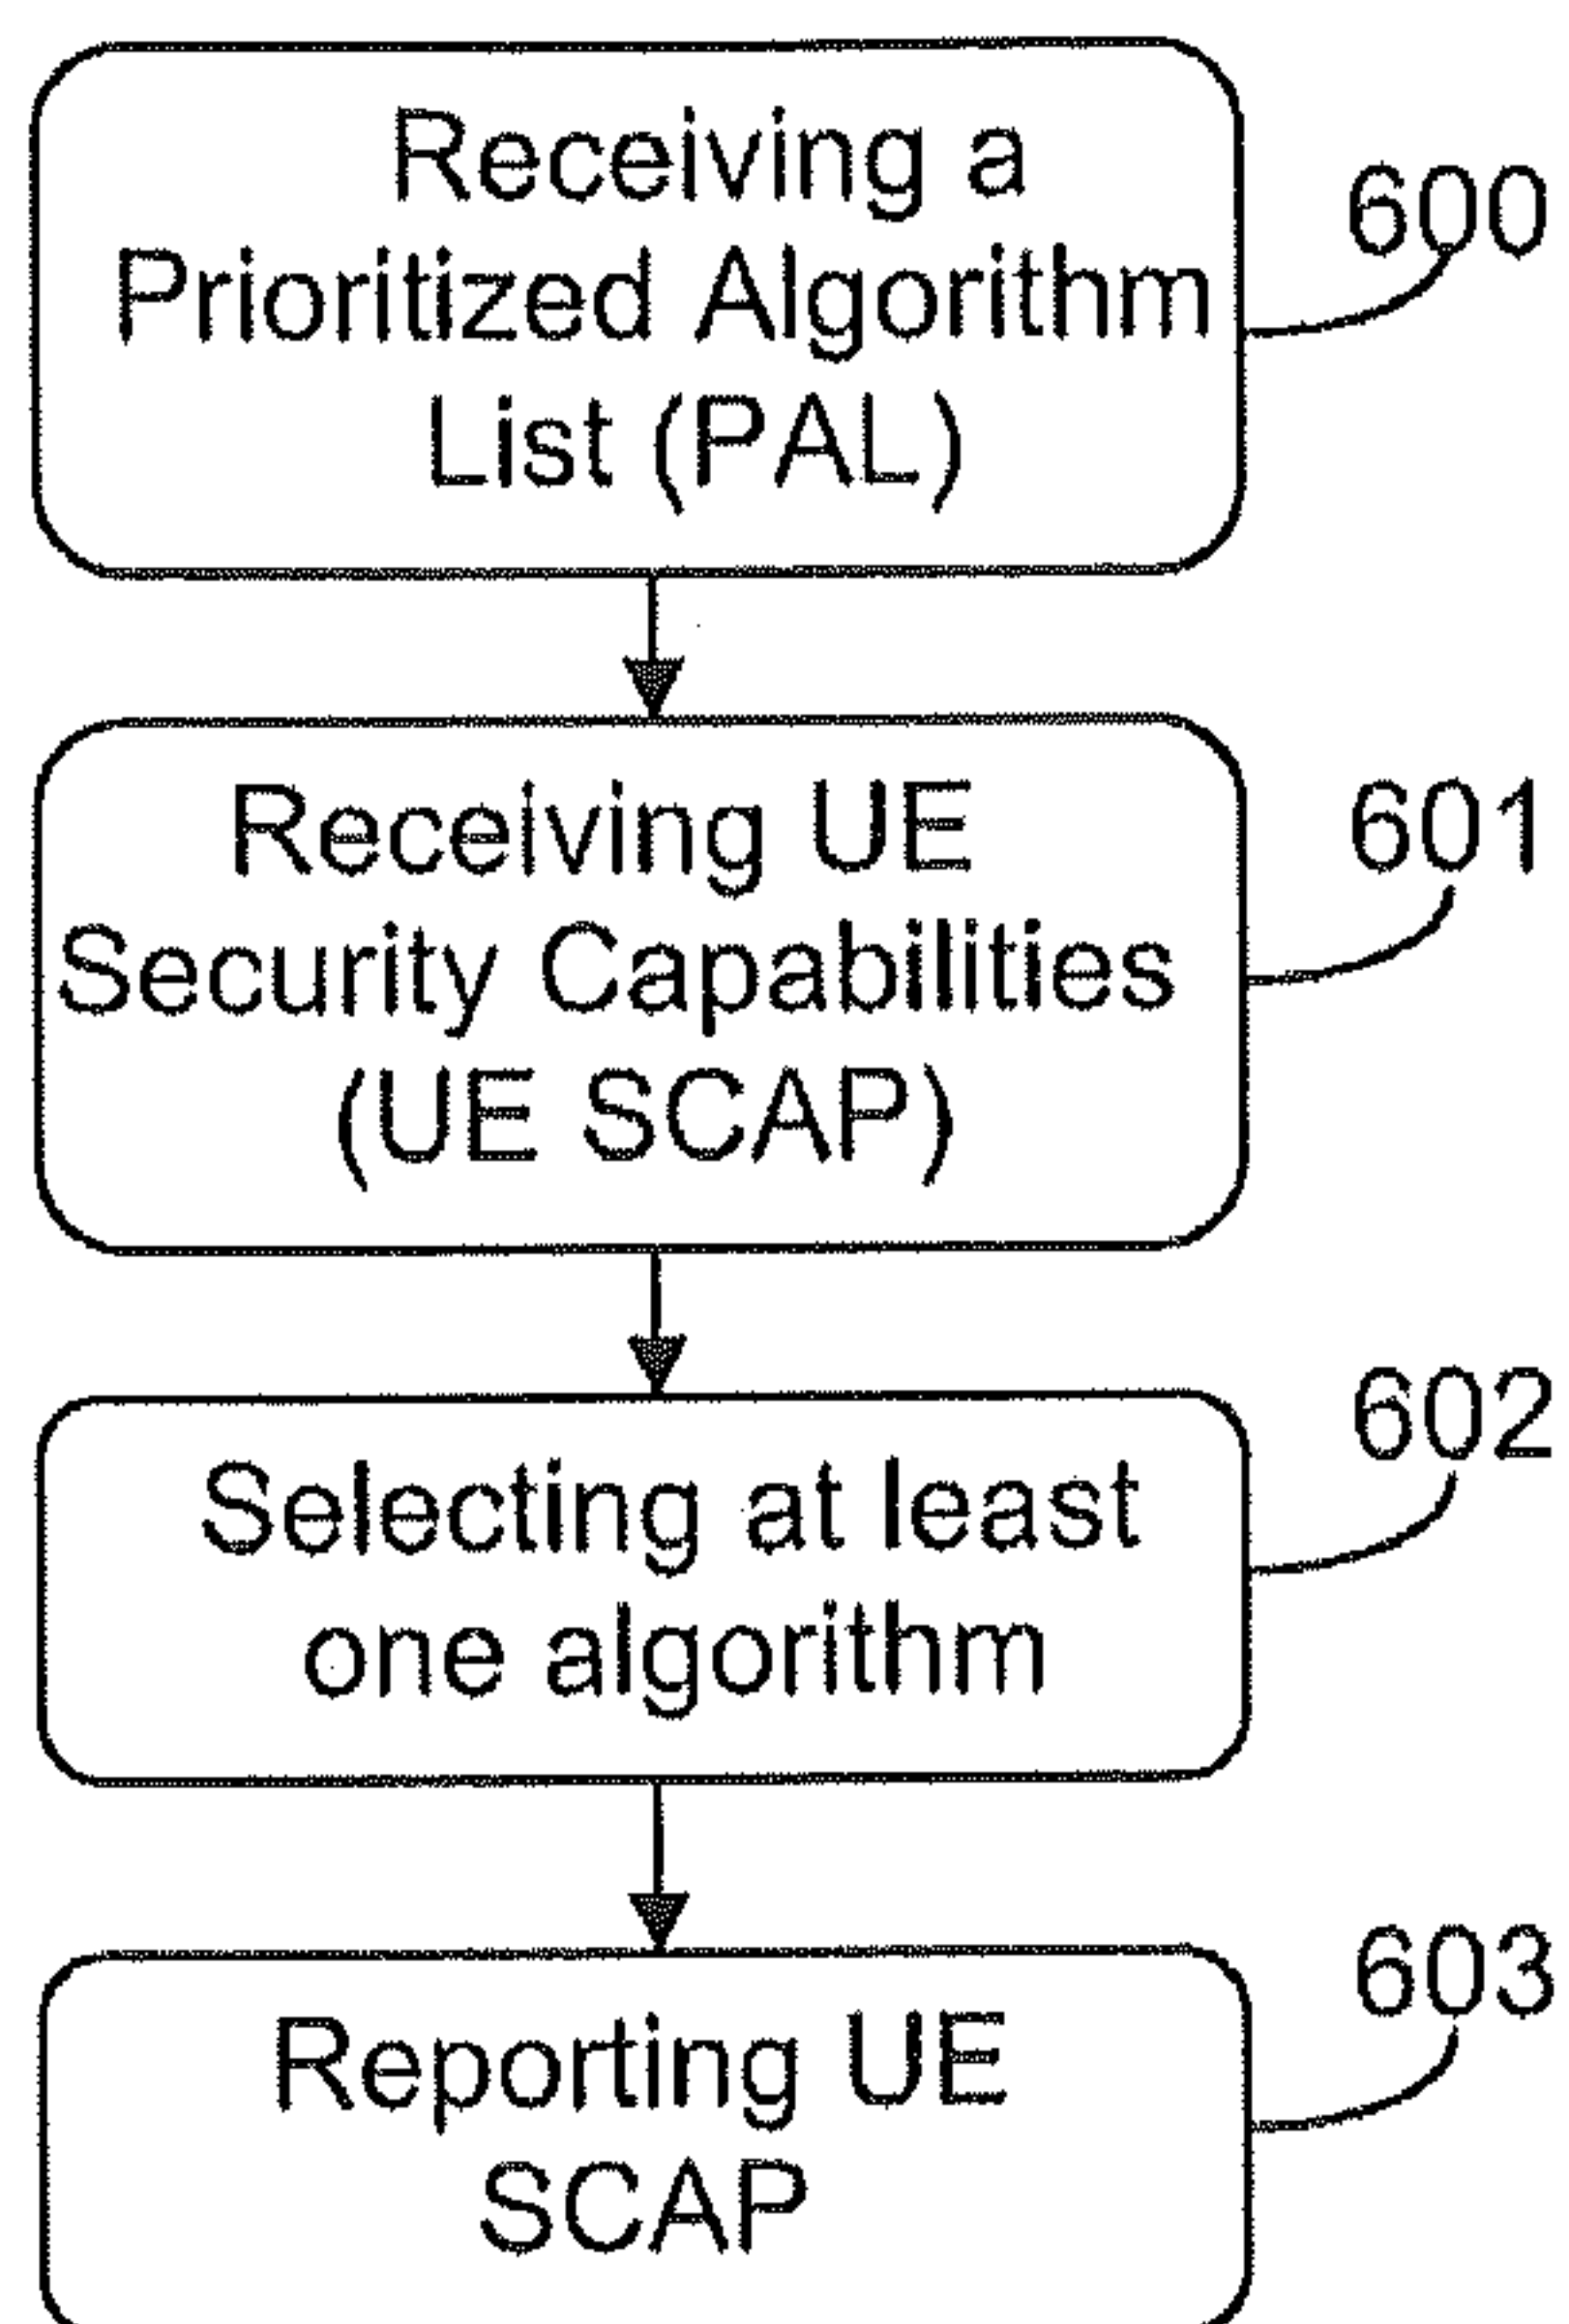 Receiving a
Prioritized Algorithm
List (PAL)
600
Receiving UE
Security Capabilities
(UE SCAP)
601
Selecting at least
one algorithm
602
Reporting UE
SCAP
603